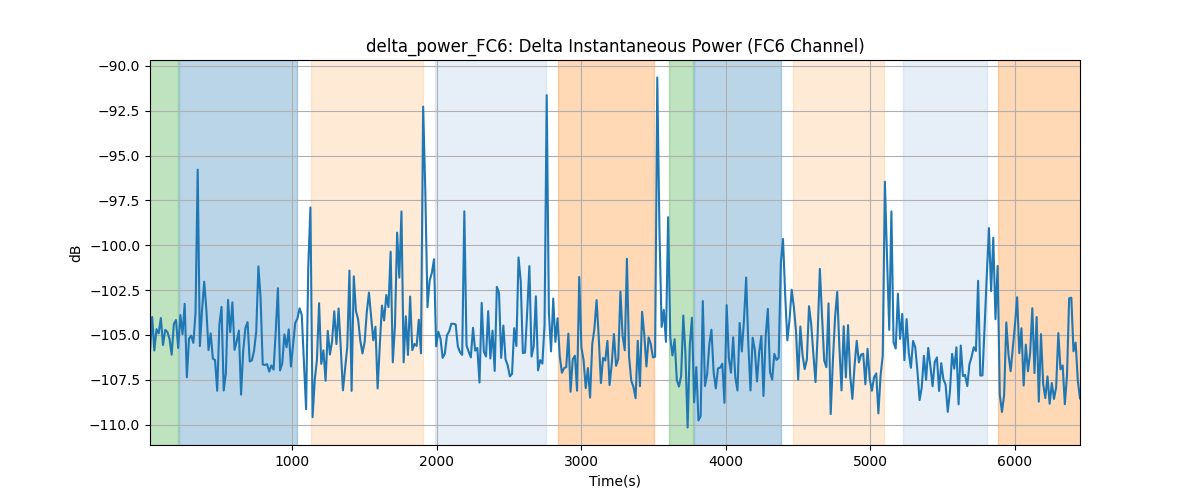 delta_power_FC6: Delta Instantaneous Power (FC6 Channel)
−90.0
−92.5
−95.0
−97.5
−100.0
−102.5
−105.0
−107.5
−110.0
dB
1000 2000 3000 4000 5000 6000
Time(s)